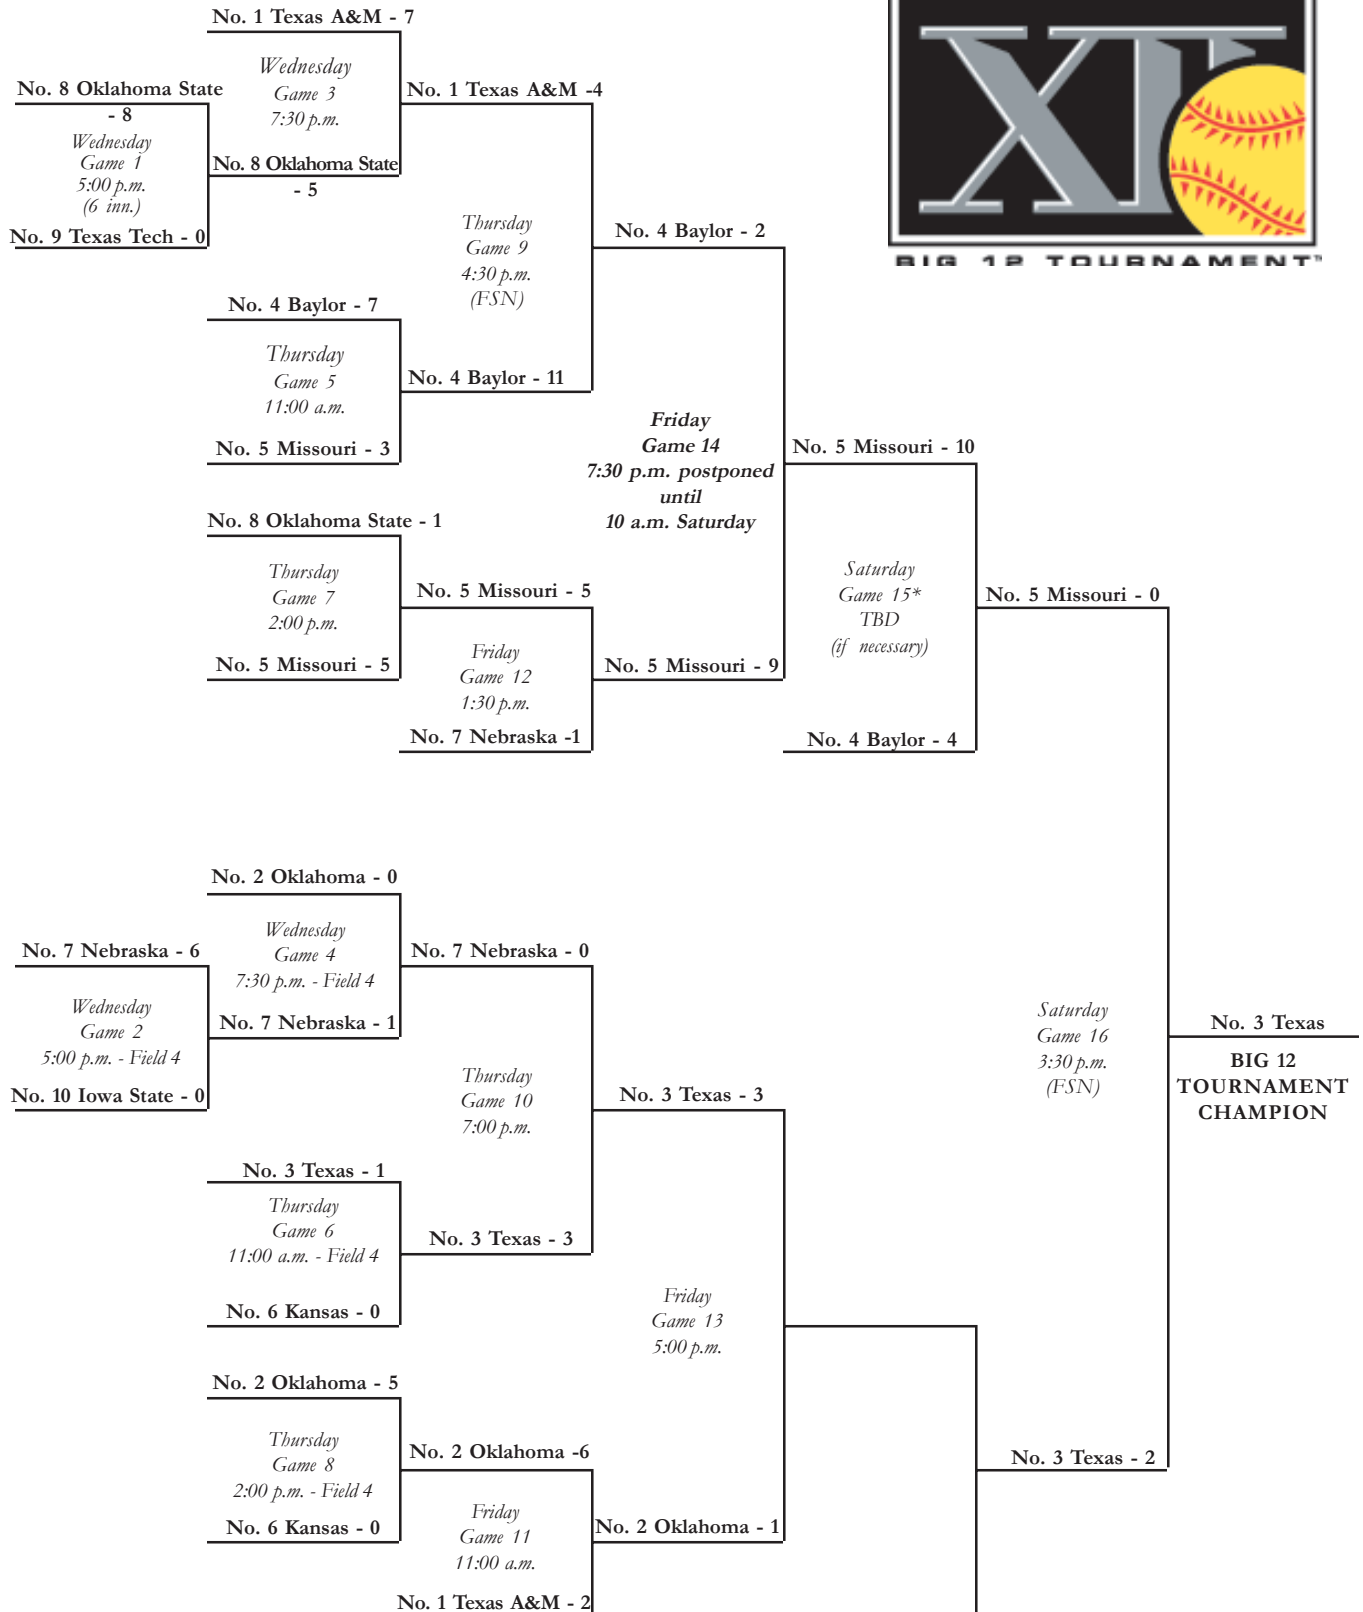 No. 1 Texas A&M - 7
Wednesday
Game 3
7:30 p.m.
No. 8 Oklahoma State
- 8
Wednesday
Game 1
5:00 p.m.
(6 inn.)
No. 9 Texas Tech - 0
No. 8 Oklahoma State
- 5
No. 1 Texas A&M -4
Thursday
Game 9
4:30 p.m.
(FSN)
No. 4 Baylor - 7
Thursday
Game 5
11:00 a.m.
No. 5 Missouri - 3
No. 4 Baylor - 11
No. 4 Baylor - 2
Friday
Game 14
7:30 p.m. postponed
until
10 a.m. Saturday
No. 8 Oklahoma State - 1
Thursday
Game 7
2:00 p.m.
No. 5 Missouri - 5
No. 5 Missouri - 5
Friday
Game 12
1:30 p.m.
No. 7 Nebraska -1
No. 5 Missouri - 9
No. 5 Missouri - 10
Saturday
Game 15*
TBD
(if necessary)
No. 4 Baylor - 4
No. 5 Missouri - 0
XII
BIG 12 TOURNAMENT™
No. 2 Oklahoma - 0
Wednesday
Game 4
7:30 p.m. - Field 4
No. 7 Nebraska - 6
Wednesday
Game 2
5:00 p.m. - Field 4
No. 10 Iowa State - 0
No. 7 Nebraska - 1
No. 7 Nebraska - 0
Thursday
Game 10
7:00 p.m.
No. 3 Texas - 1
Thursday
Game 6
11:00 a.m. - Field 4
No. 6 Kansas - 0
No. 3 Texas - 3
No. 3 Texas - 3
Friday
Game 13
5:00 p.m.
No. 2 Oklahoma - 5
Thursday
Game 8
2:00 p.m. - Field 4
No. 6 Kansas - 0
No. 2 Oklahoma -6
Friday
Game 11
11:00 a.m.
No. 1 Texas A&M - 2
No. 2 Oklahoma - 1
Saturday
Game 16
3:30 p.m.
(FSN)
No. 3 Texas - 2
No. 3 Texas
BIG 12
TOURNAMENT
CHAMPION